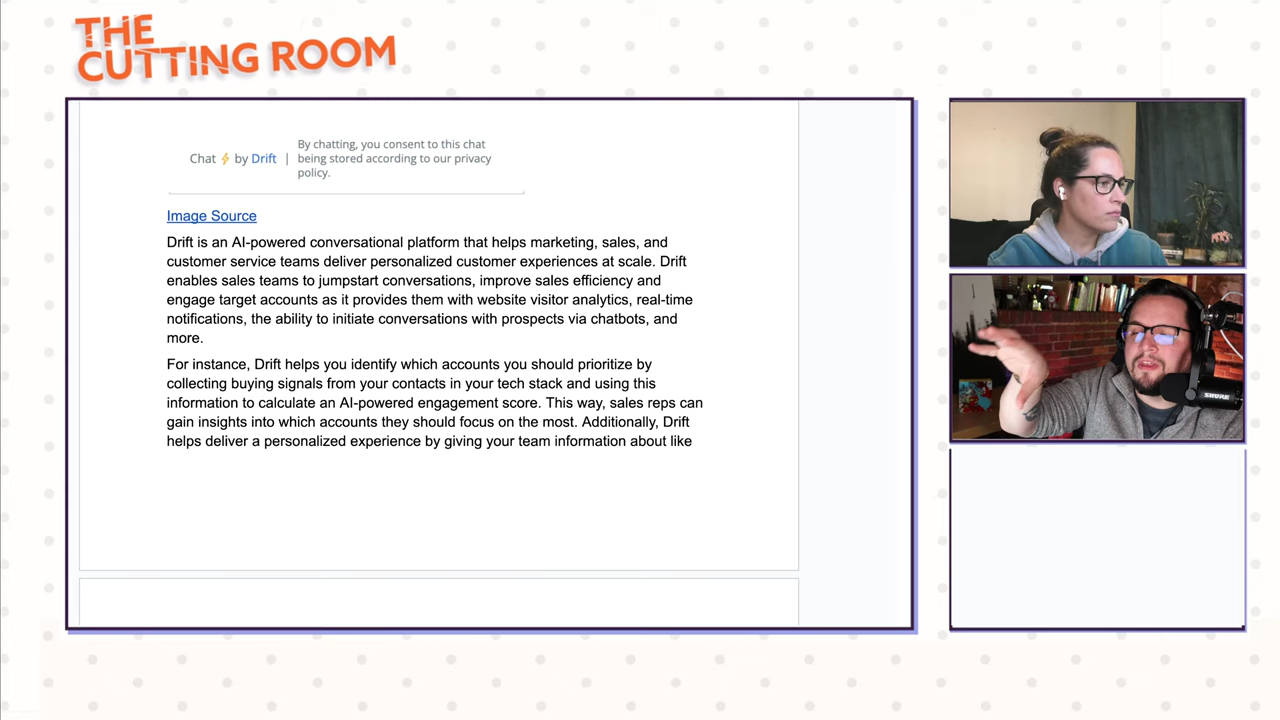 THE
CUTTING ROOM
Chat by Drift |
By chatting, you consent to this chat
being stored according to our privacy
policy.
Image Source
Drift is an AI-powered conversational platform that helps marketing, sales, and
customer service teams deliver personalized customer experiences at scale. Drift
enables sales teams to jumpstart conversations, improve sales efficiency and
engage target accounts as it provides them with website visitor analytics, real-time
notifications, the ability to initiate conversations with prospects via chatbots, and
more.
For instance, Drift helps you identify which accounts you should prioritize by
collecting buying signals from your contacts in your tech stack and using this
information to calculate an AI-powered engagement score. This way, sales reps can
gain insights into which accounts they should focus on the most. Additionally, Drift
helps deliver a personalized experience by giving your team information about like
SHURE